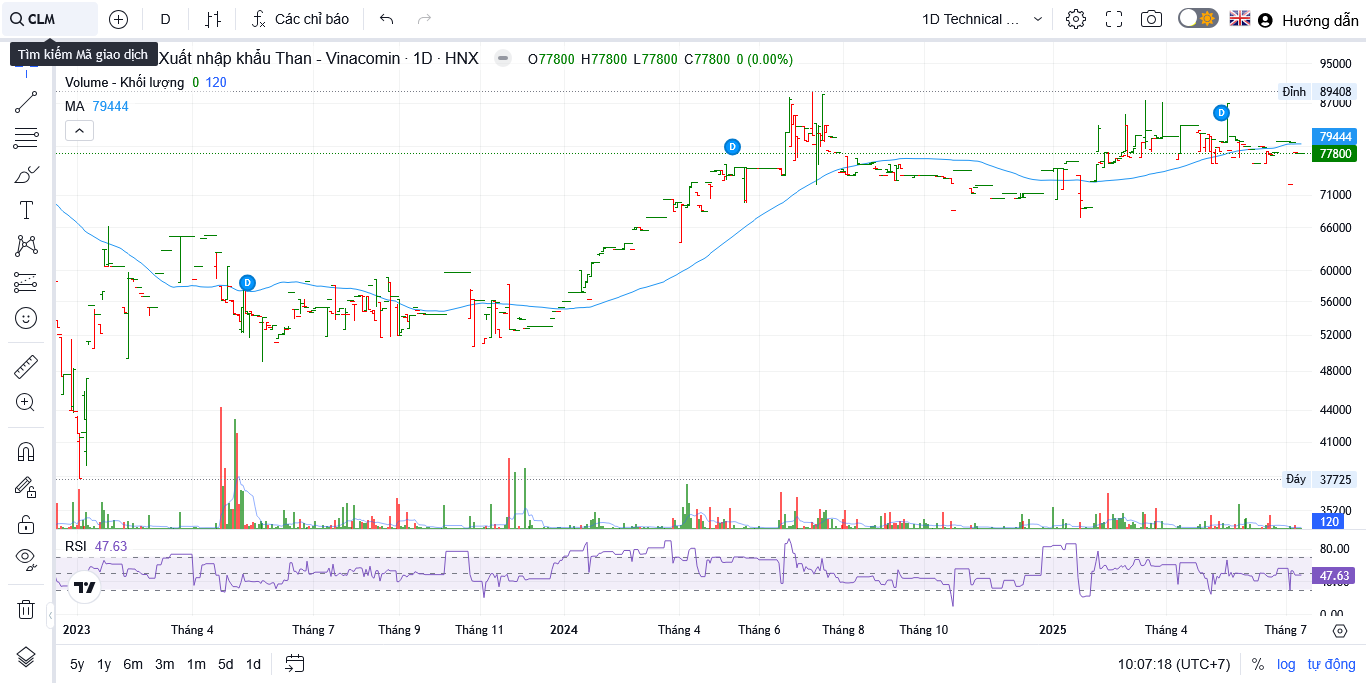 CLM
D
Các chỉ báo
1D Technical ...
Hướng dẫn
Tìm kiếm Mã giao dịch
Xuất nhập khẩu Than - Vinacomin · 1D · HNX
O77800 H77800 L77800 C77800 0 (0.00%)
Volume - Khối lượng 0 120
MA 79444
95000
Đỉnh 89408
87000
79444
77800
71000
66000
60000
56000
52000
48000
44000
41000
Đáy 37725
35200
120
D
D
D
RSI 47.63
80.00
47.63
0.00
2023
Tháng 4
Tháng 7
Tháng 9
Tháng 11
2024
Tháng 4
Tháng 6
Tháng 8
Tháng 10
2025
Tháng 4
Tháng 7
5y 1y 6m 3m 1m 5d 1d
10:07:18 (UTC+7)
% log tự động